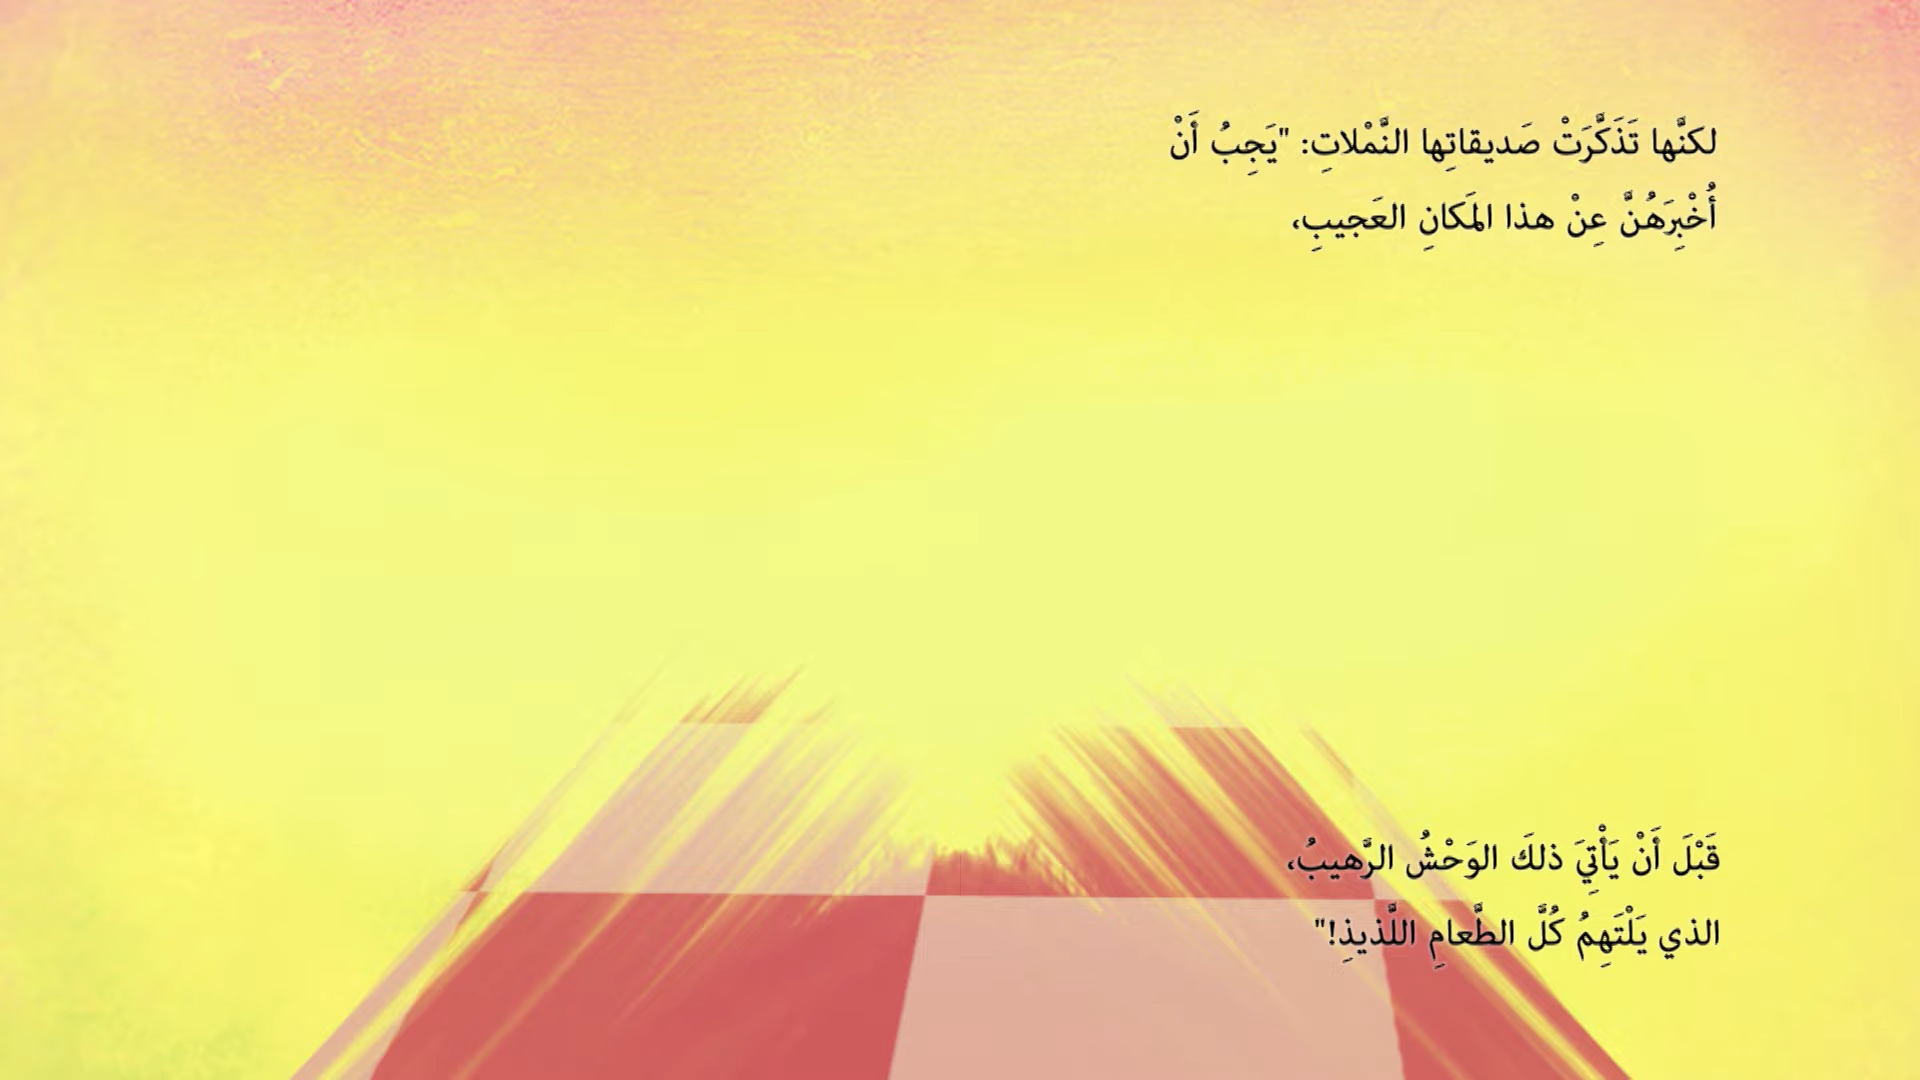 لكنَّها تَذَكَّرَتْ صَديقاتِها النَّمْلاتِ: "يَجِبُ أَنْ
أُخْبِرَهُنَّ عِنْ هذا المَكانِ العَجيبِ،
قَبْلَ أَنْ يَأْتِيَ ذلكَ الوَحْشُ الرَّهيبُ،
الذي يَلْتَهِمُ كُلَّ الطَّعامِ اللَّذيذِ!"